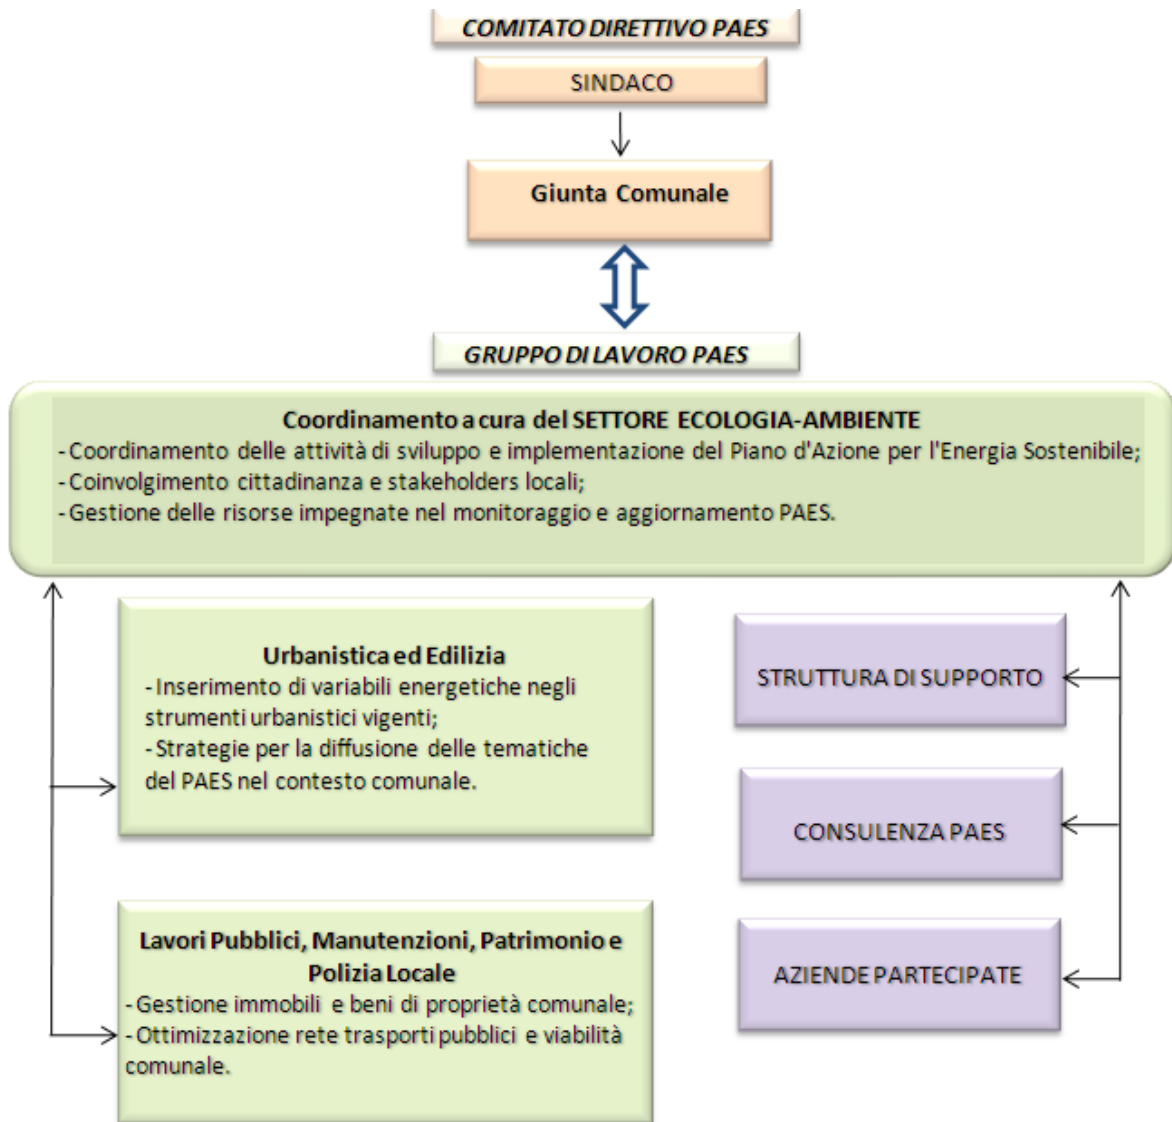 COMITATO DIRETTIVO PAES
SINDACO
Giunta Comunale
GRUPPO DI LAVORO PAES
Coordinamento a cura del SETTORE ECOLOGIA-AMBIENTE
- Coordinamento delle attività di sviluppo e implementazione del Piano d'Azione per l'Energia Sostenibile;
- Coinvolgimento cittadinanza e stakeholders locali;
- Gestione delle risorse impegnate nel monitoraggio e aggiornamento PAES.
Urbanistica ed Edilizia
- Inserimento di variabili energetiche negli
strumenti urbanistici vigenti;
- Strategie per la diffusione delle tematiche
del PAES nel contesto comunale.
Lavori Pubblici, Manutenzioni, Patrimonio e
Polizia Locale
- Gestione immobili e beni di proprietà comunale;
- Ottimizzazione rete trasporti pubblici e viabilità
comunale.
STRUTTURA DI SUPPORTO
CONSULENZA PAES
AZIENDE PARTECIPATE